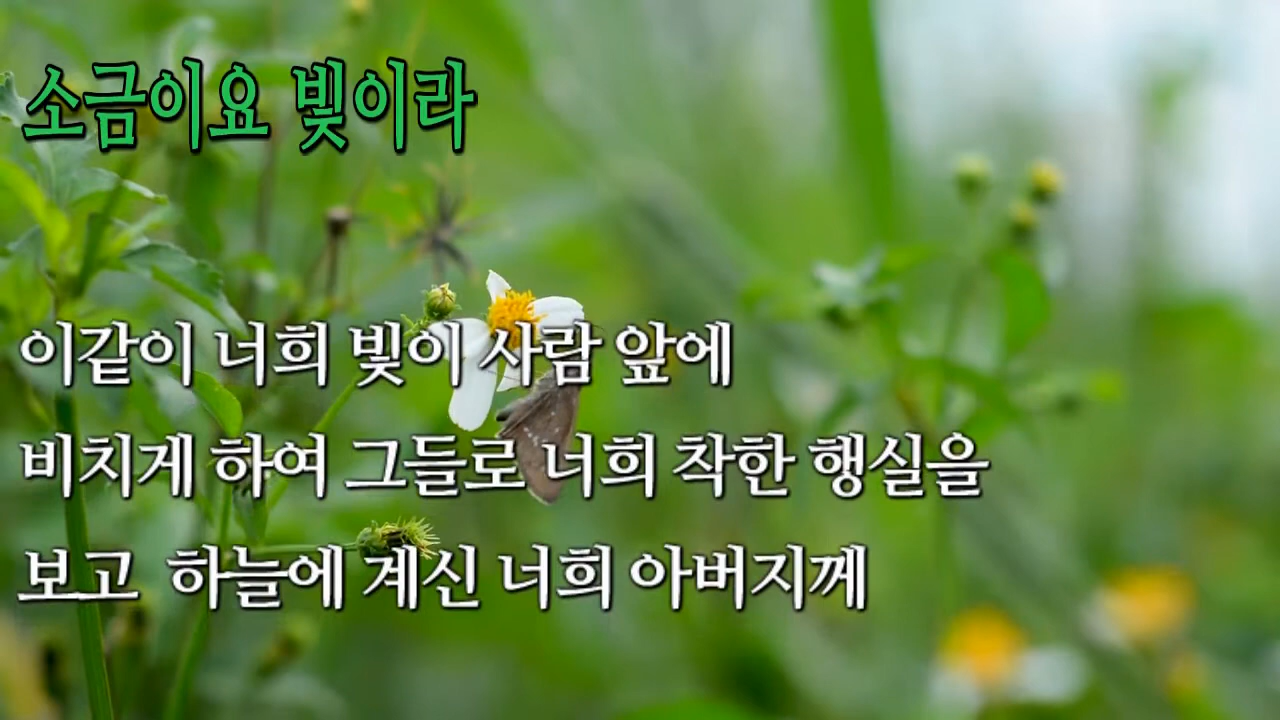 소금이요 빛이라
이같이 너희 빛이 사람 앞에
비치게 하여 그들로 너희 착한 행실을
보고 하늘에 계신 너희 아버지께